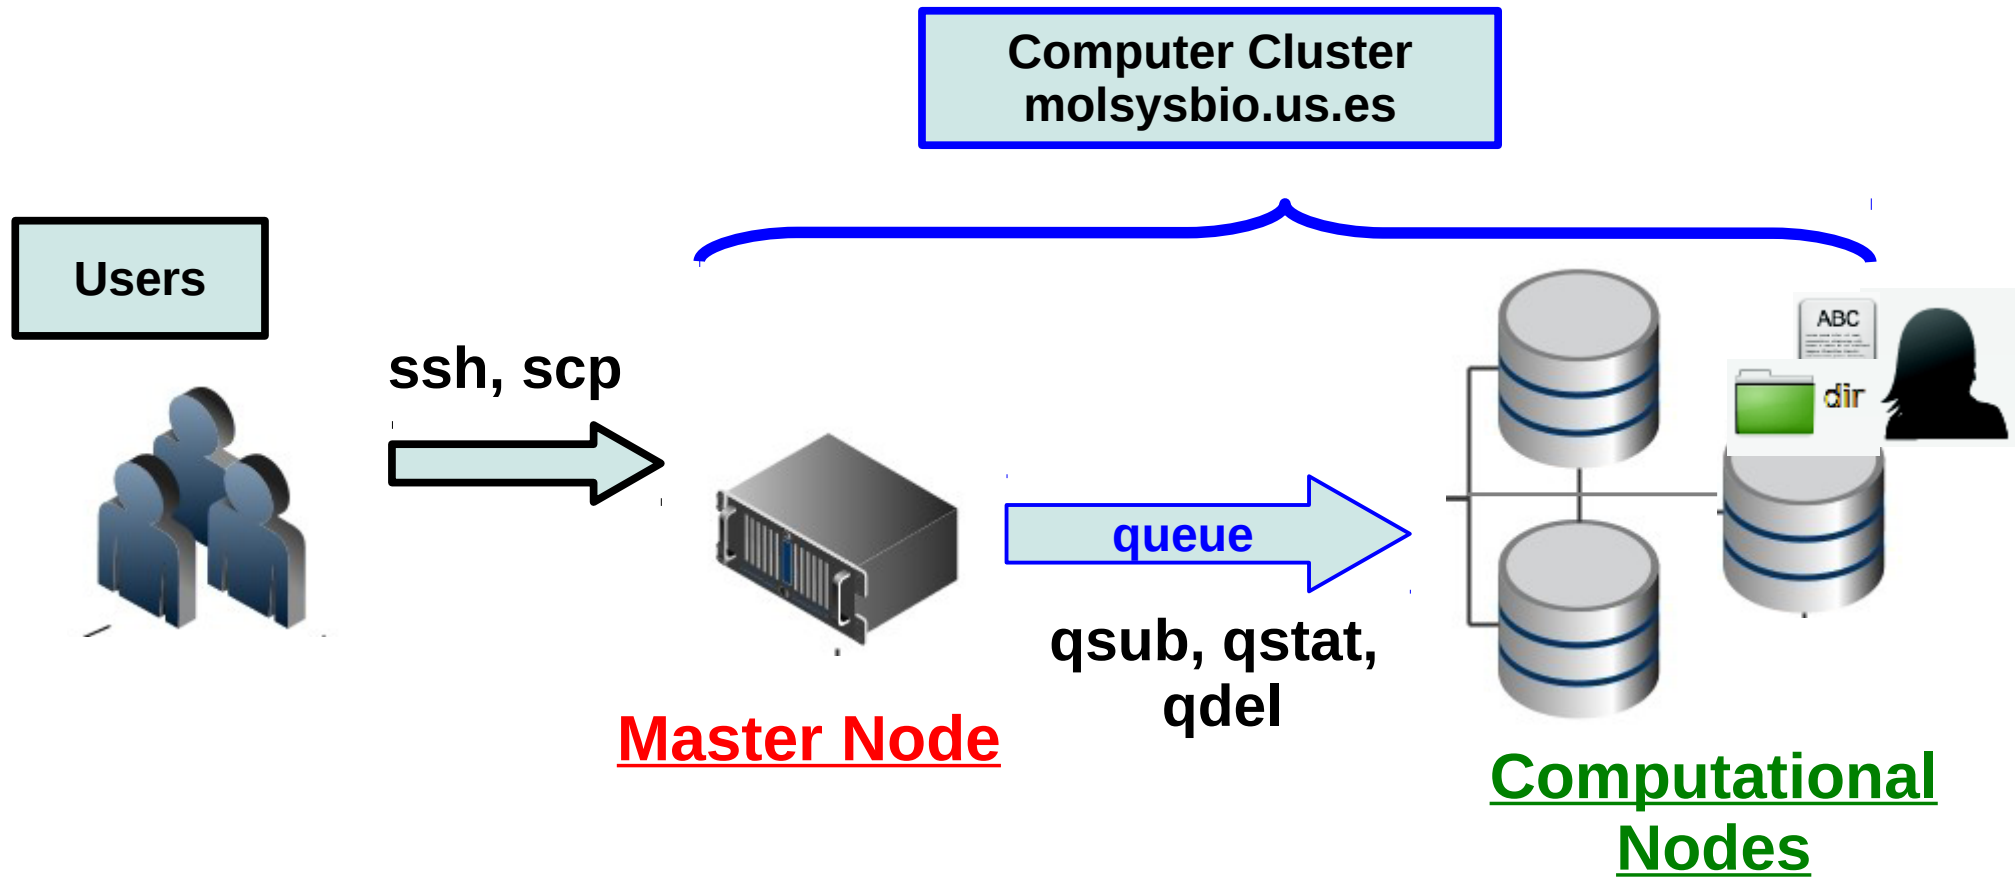 Computer Cluster
molsysbio.us.es
Users
ssh, scp
ABC
dir
queue
qsub, qstat,
qdel
Master Node
Computational
Nodes